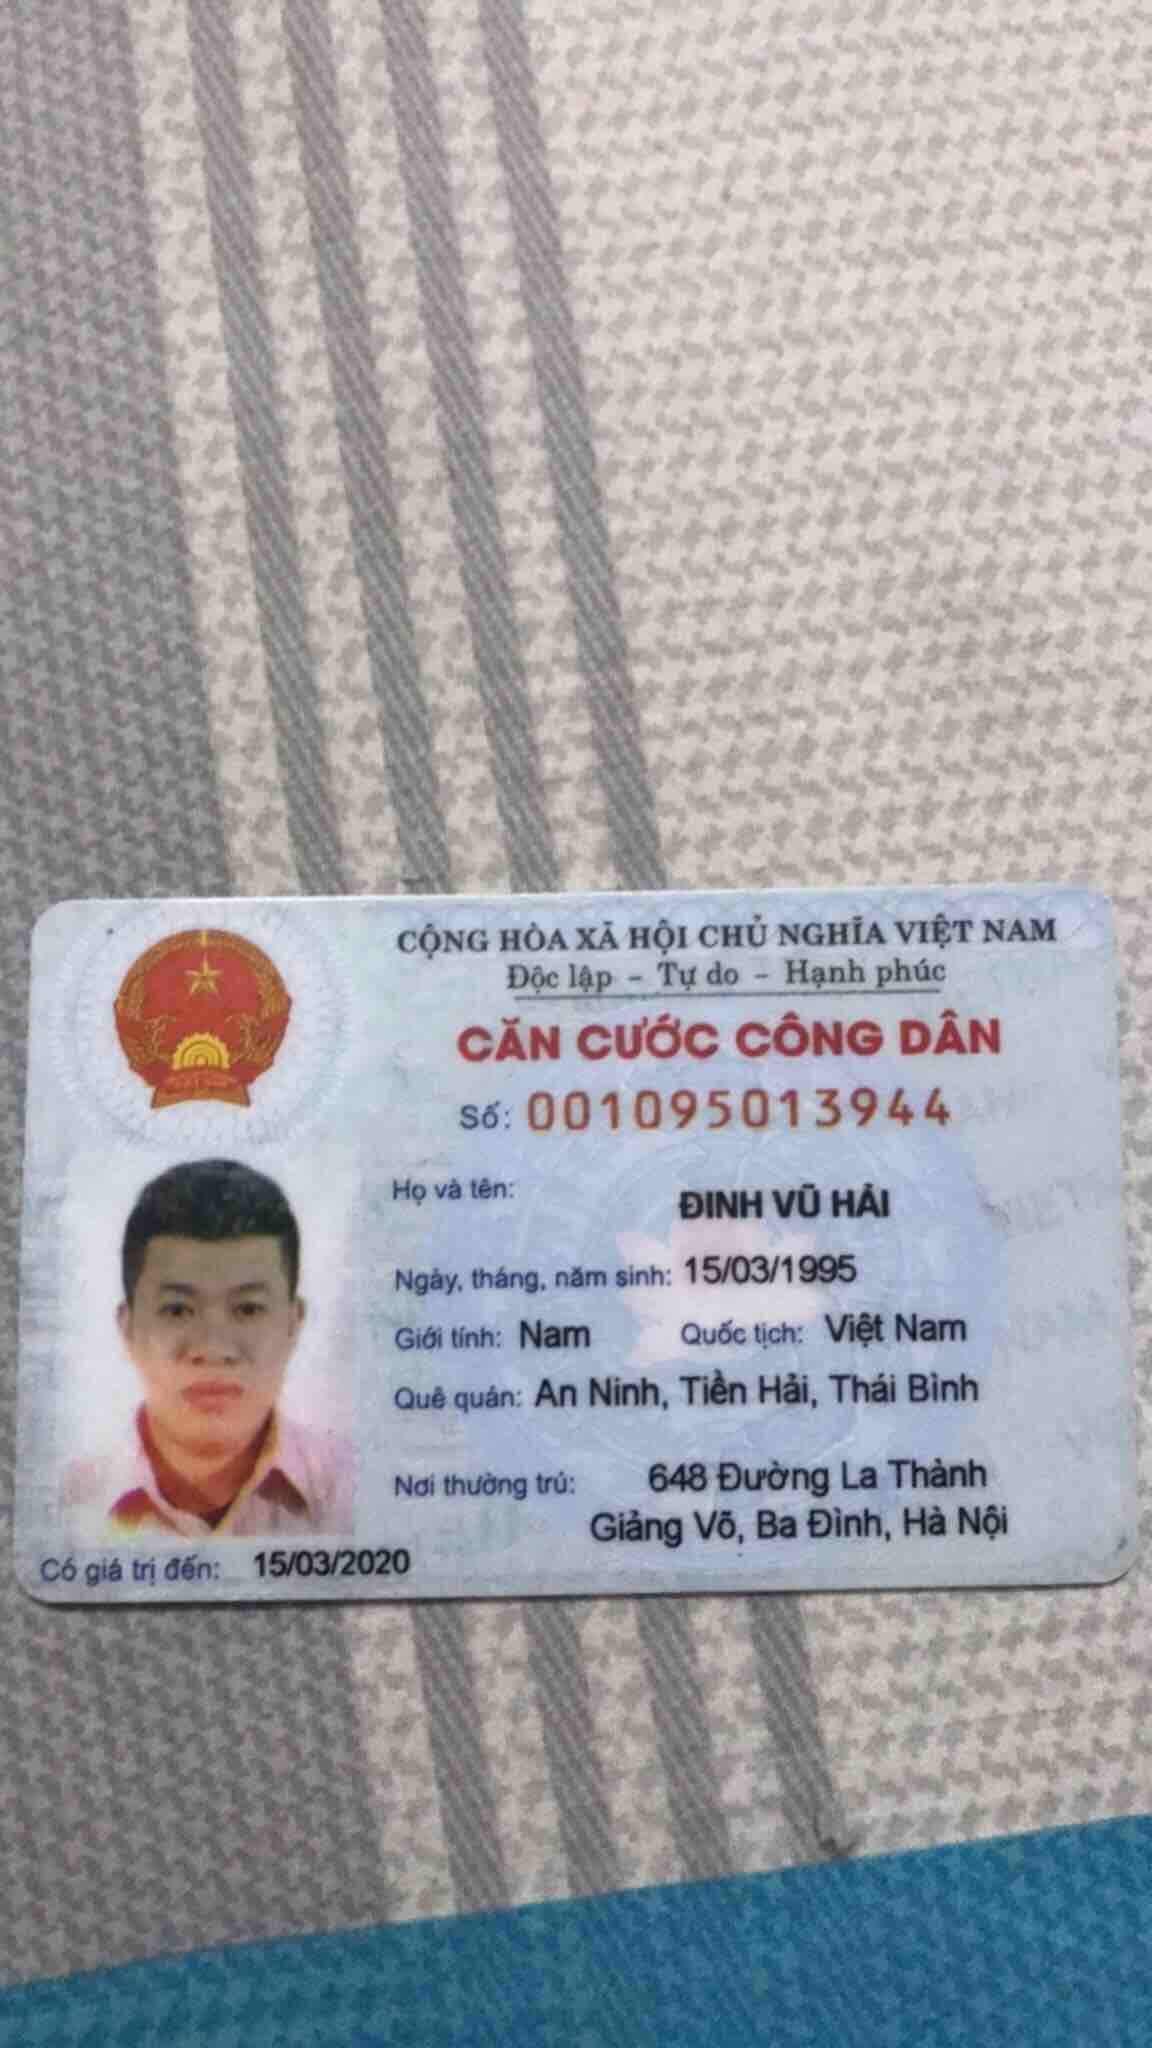 CỘNG HÒA XÃ HỘI CHỦ NGHĨA VIỆT NAM
Độc lập - Tự do - Hạnh phúc
CĂN CƯỚC CÔNG DÂN
Số: 001095013944
Họ và tên: ĐINH VŨ HẢI
Ngày, tháng, năm sinh: 15/03/1995
Giới tính: Nam Quốc tịch: Việt Nam
Quê quán: An Ninh, Tiền Hải, Thái Bình
Nơi thường trú: 648 Đường La Thành
Giảng Võ, Ba Đình, Hà Nội
Có giá trị đến: 15/03/2020